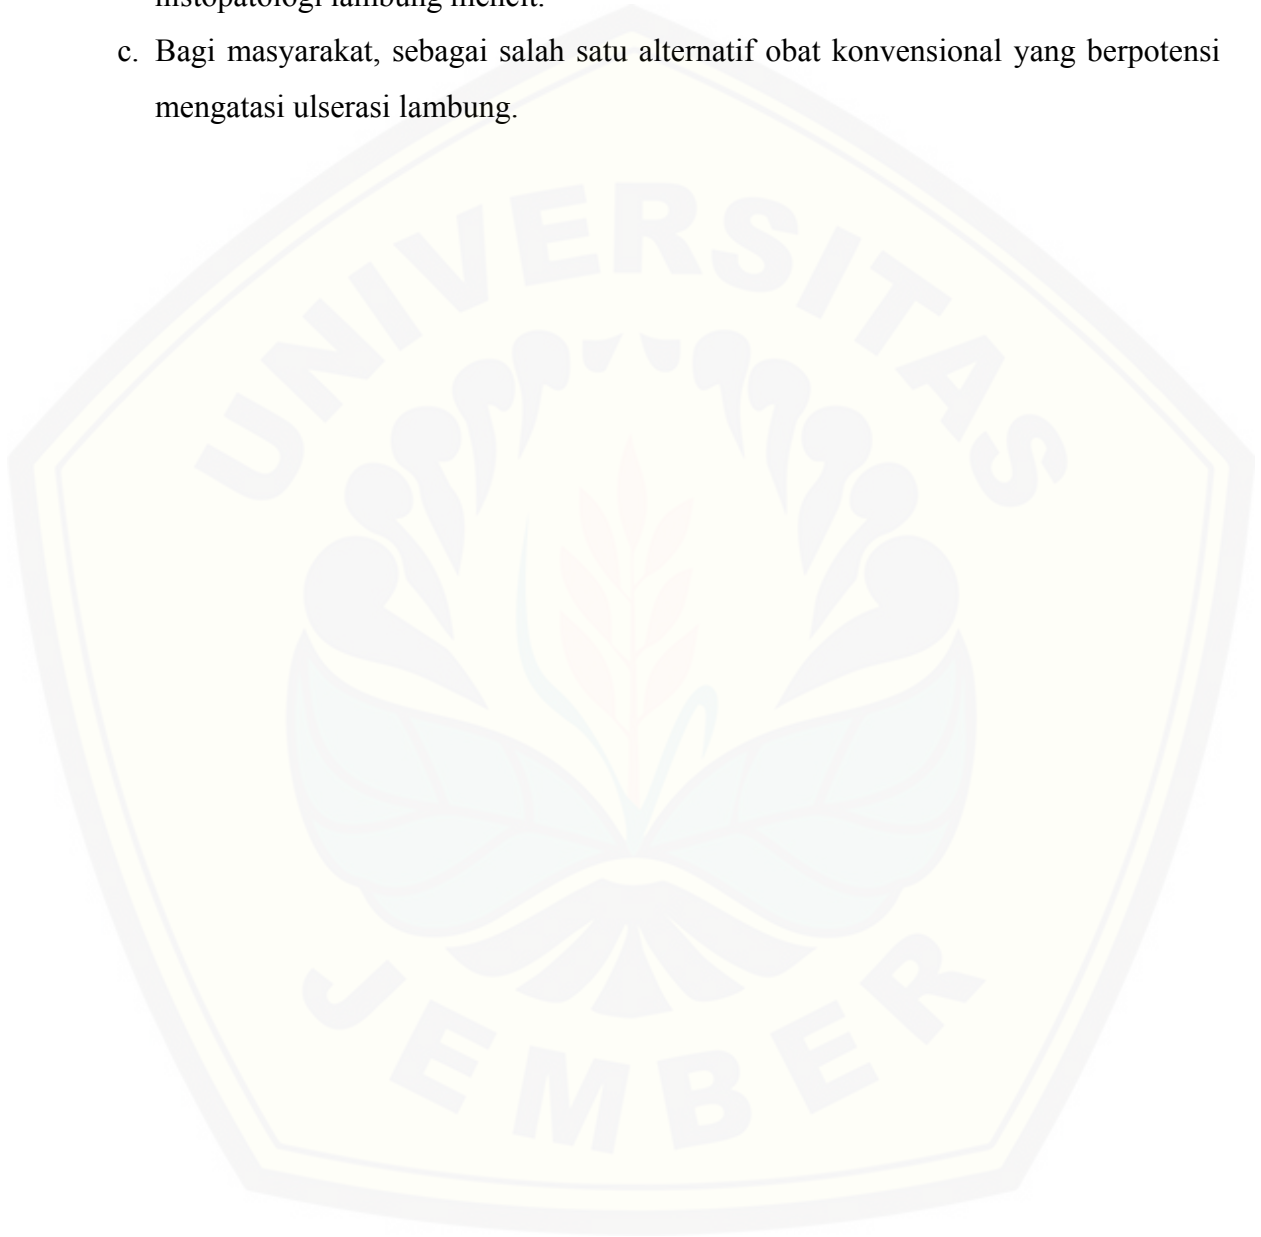 histopatologi lambung mencit.
c. Bagi masyarakat, sebagai salah satu alternatif obat konvensional yang berpotensi
mengatasi ulserasi lambung.
UNIVERSITAS
JEMBER